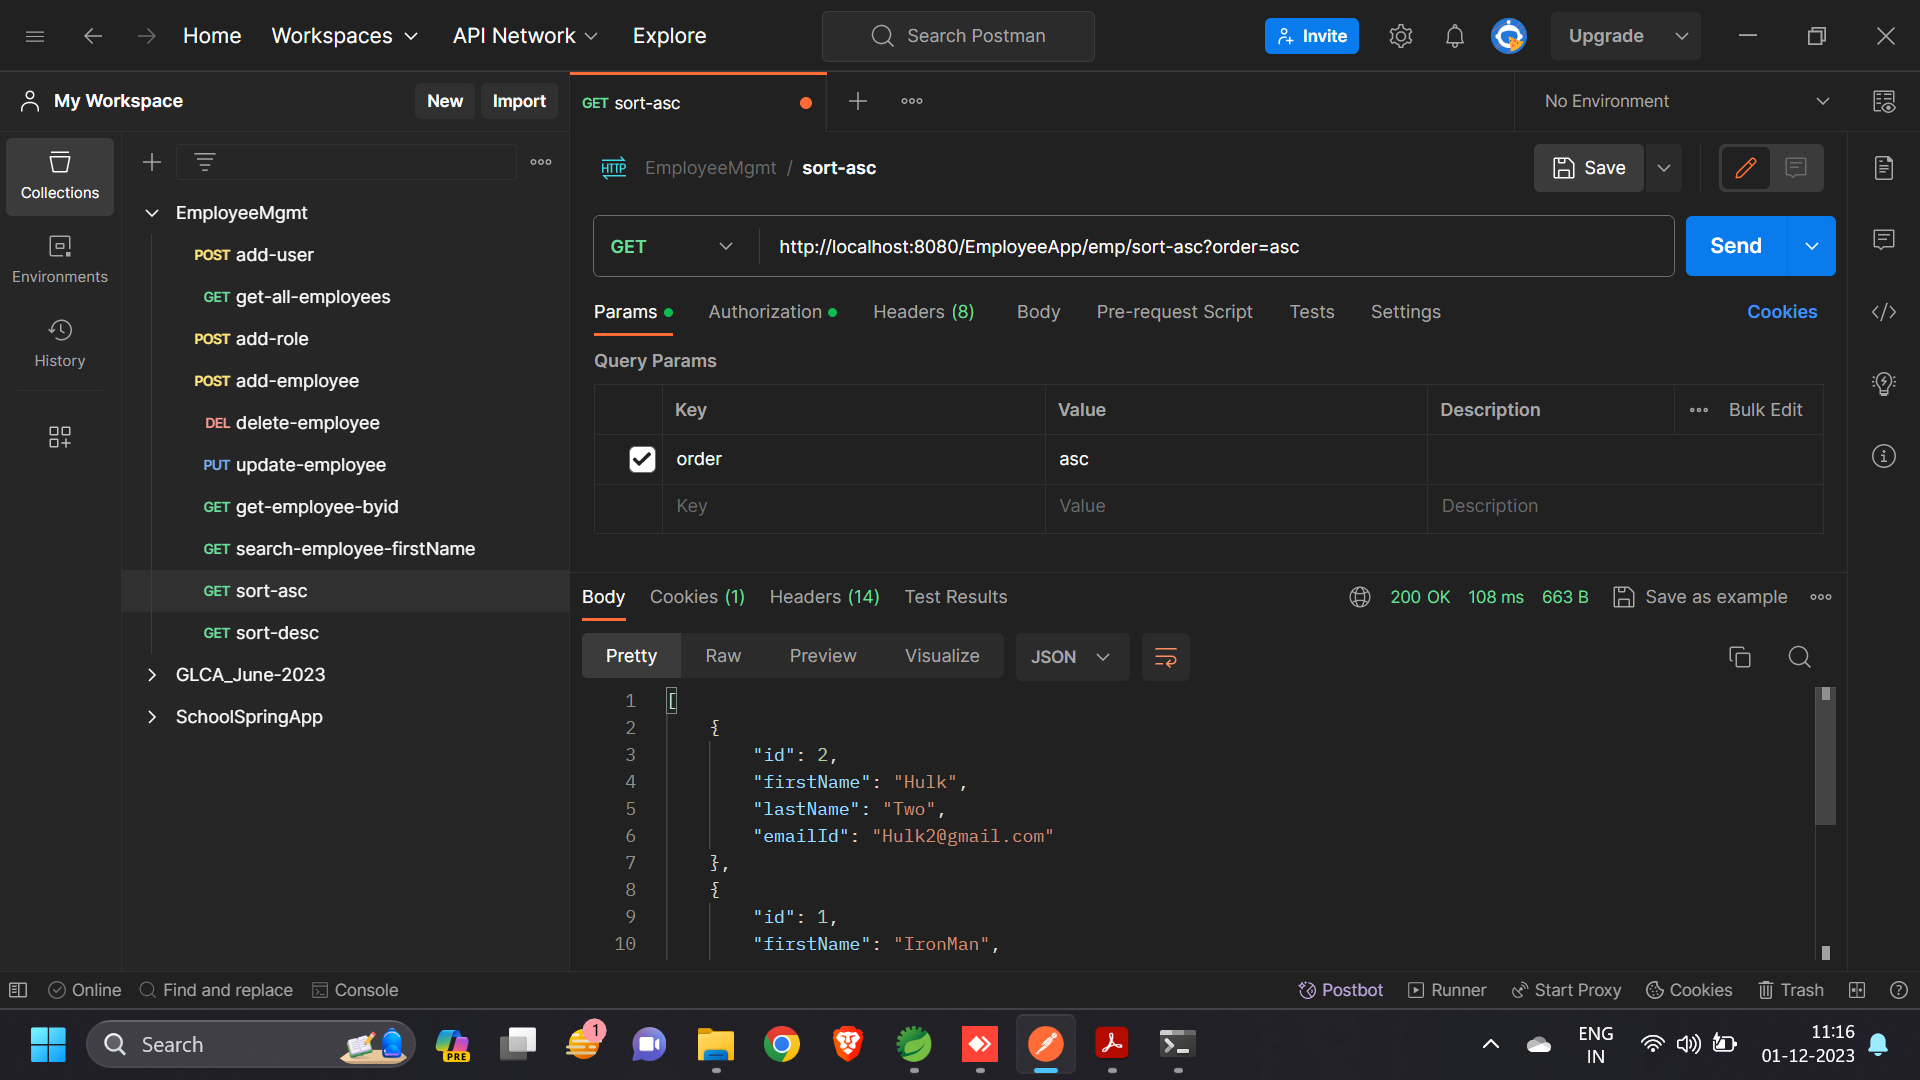 Home Workspaces API Network Explore Search Postman Invite Upgrade
My Workspace New Import GET sort-asc No Environment
Collections
Environments
History
EmployeeMgmt
POST add-user
GET get-all-employees
POST add-role
POST add-employee
DEL delete-employee
PUT update-employee
GET get-employee-byid
GET search-employee-firstName
GET sort-asc
GET sort-desc
GLCA_June-2023
SchoolSpringApp
HTTP EmployeeMgmt / sort-asc Save
GET http://localhost:8080/EmployeeApp/emp/sort-asc?order=asc Send
Params Authorization Headers (8) Body Pre-request Script Tests Settings Cookies
Query Params
Key Value Description Bulk Edit
order asc
Key Value Description
Body Cookies (1) Headers (14) Test Results 200 OK 108 ms 663 B Save as example
Pretty Raw Preview Visualize JSON
1 [
2 {
3 "id": 2,
4 "firstName": "Hulk",
5 "lastName": "Two",
6 "emailId": "Hulk2@gmail.com"
7 },
8 {
9 "id": 1,
10 "firstName": "IronMan",
Online Find and replace Console Postbot Runner Start Proxy Cookies Trash
Search PRE 1 ENG 11:16
IN 01-12-2023